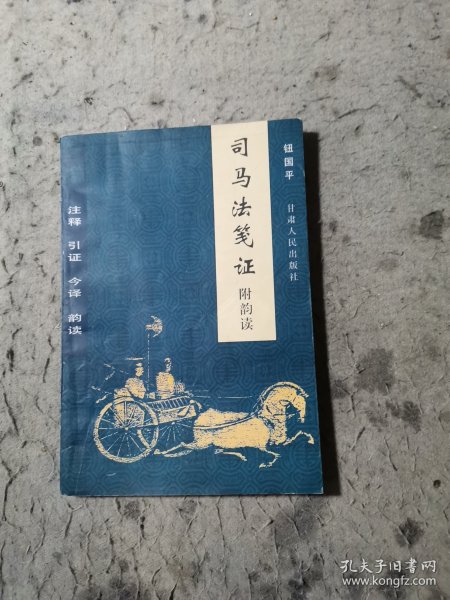 司马法笺证
附韵读
钮国平
甘肃人民出版社
注释 引证 今译 韵读
孔夫子旧书网
www.kongfz.com